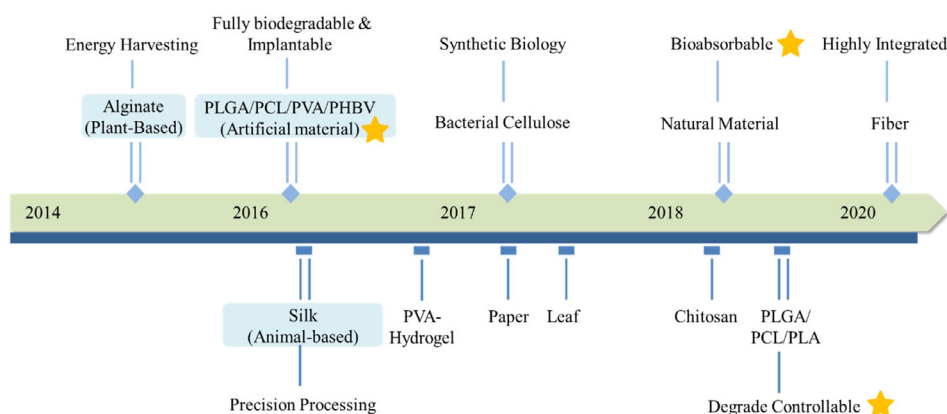 Energy Harvesting
Fully biodegradable &
Implantable
Synthetic Biology
Bioabsorbable
Highly Integrated
Alginate
(Plant-Based)
PLGA/PCL/PVA/PHBV
(Artificial material)
Bacterial Cellulose
Natural Material
Fiber
2014
2016
2017
2018
2020
Silk
(Animal-based)
PVA-
Hydrogel
Paper
Leaf
Chitosan
PLGA/
PCL/PLA
Precision Processing
Degrade Controllable